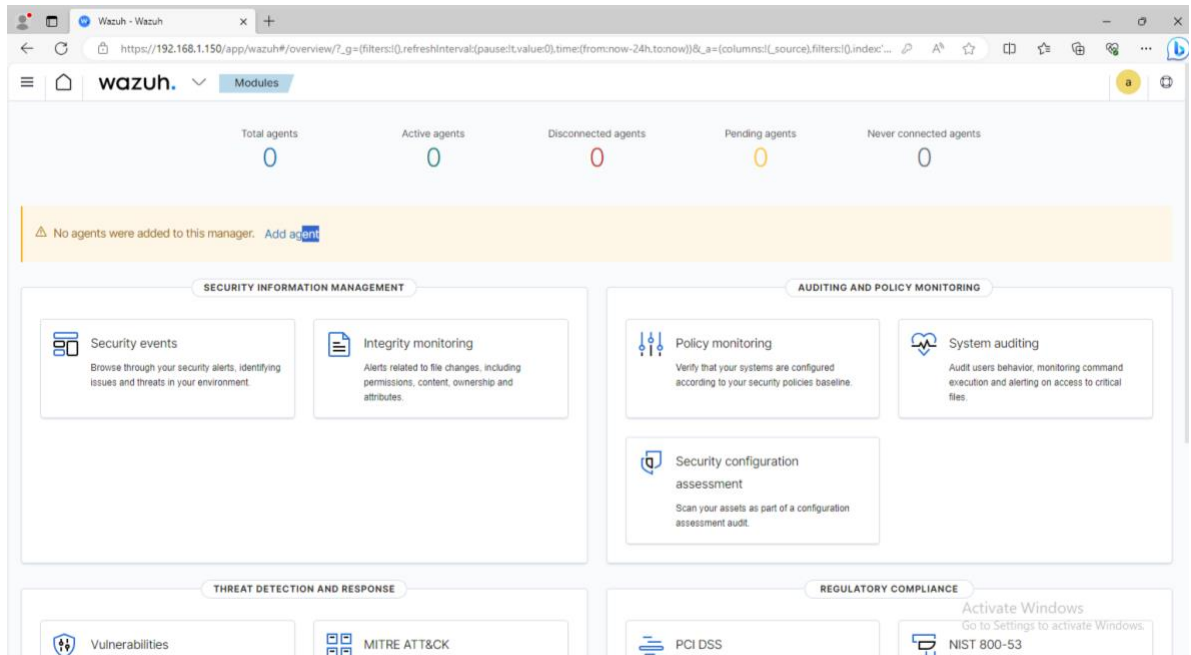 Wazuh - Wazuh
https://192.168.1.150/app/wazuh#/overview/?_g=(filters:!(),refreshInterval:(pause:!t,value:0),time:(from:now-24h,to:now))&_a=(columns:!(_source),filters:!(),index:'...
wazuh. Modules a
Total agents Active agents Disconnected agents Pending agents Never connected agents
0 0 0 0 0
No agents were added to this manager. Add agent
SECURITY INFORMATION MANAGEMENT
Security events
Browse through your security alerts, identifying
issues and threats in your environment.
Integrity monitoring
Alerts related to file changes, including
permissions, content, ownership and
attributes.
AUDITING AND POLICY MONITORING
Policy monitoring
Verify that your systems are configured
according to your security policies baseline.
System auditing
Audit users behavior, monitoring command
execution and alerting on access to critical
files.
Security configuration
assessment
Scan your assets as part of a configuration
assessment audit.
THREAT DETECTION AND RESPONSE
Vulnerabilities
MITRE ATT&CK
REGULATORY COMPLIANCE
PCI DSS
NIST 800-53
Activate Windows
Go to Settings to activate Windows.